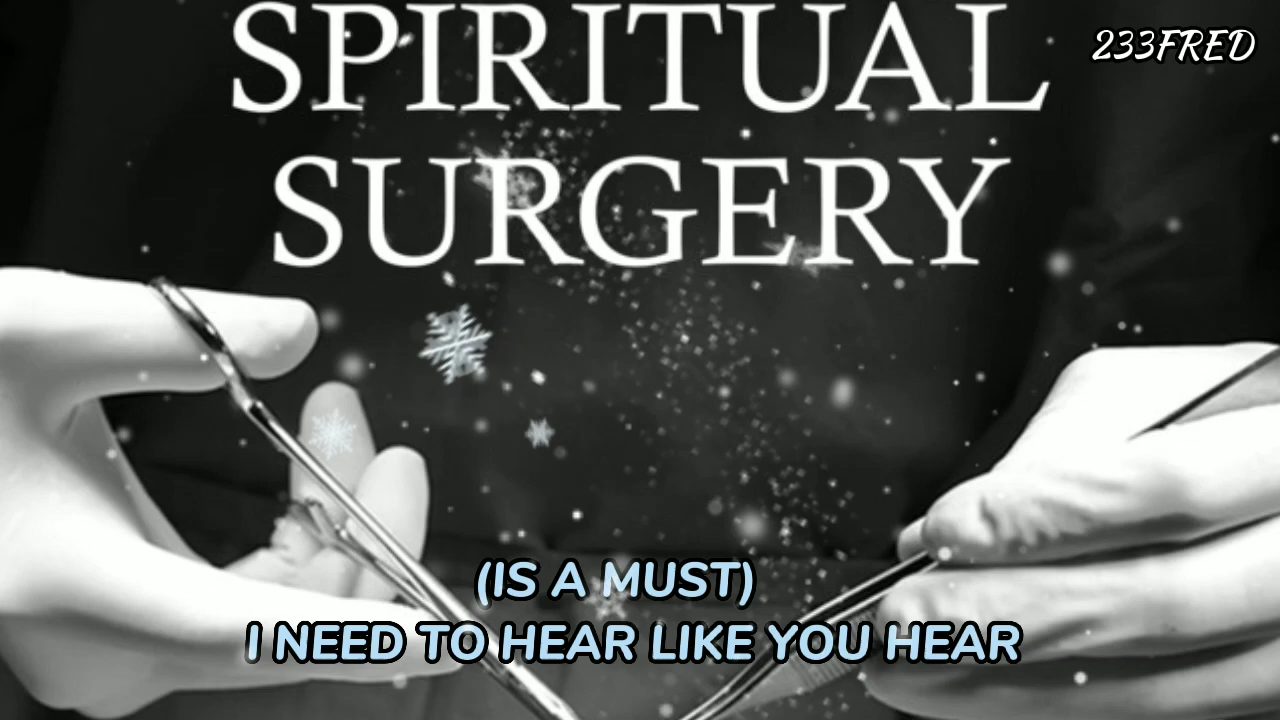 SPIRITUAL
233FRED
SURGERY
(IS A MUST)
I NEED TO HEAR LIKE YOU HEAR